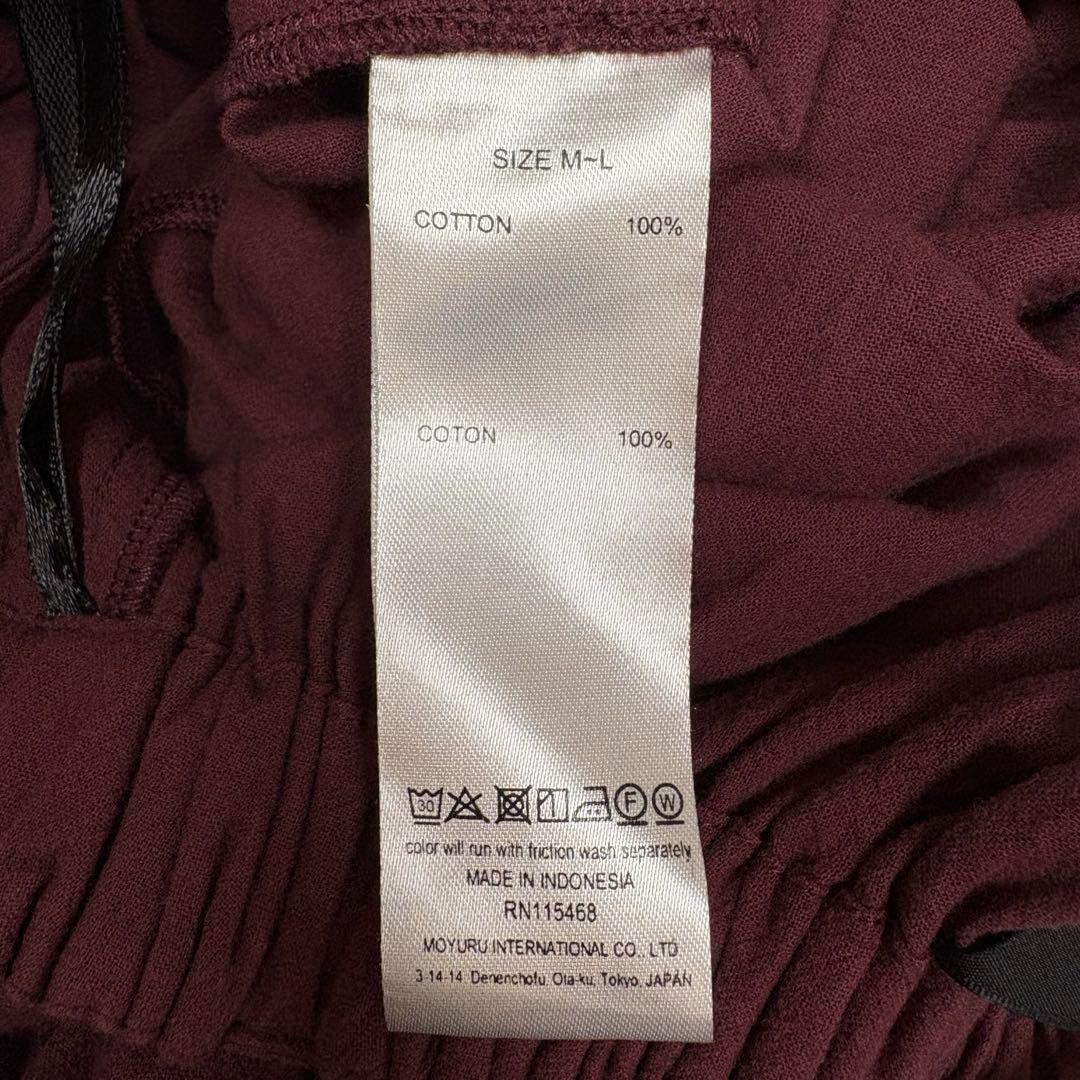 SIZE M~L
COTTON 100%
COTON 100%
30 F W
color will run with friction wash separately
MADE IN INDONESIA
RN115468
MOYURU INTERNATIONAL CO., LTD
3-14-14, Denenchofu, Ota-ku, Tokyo, JAPAN